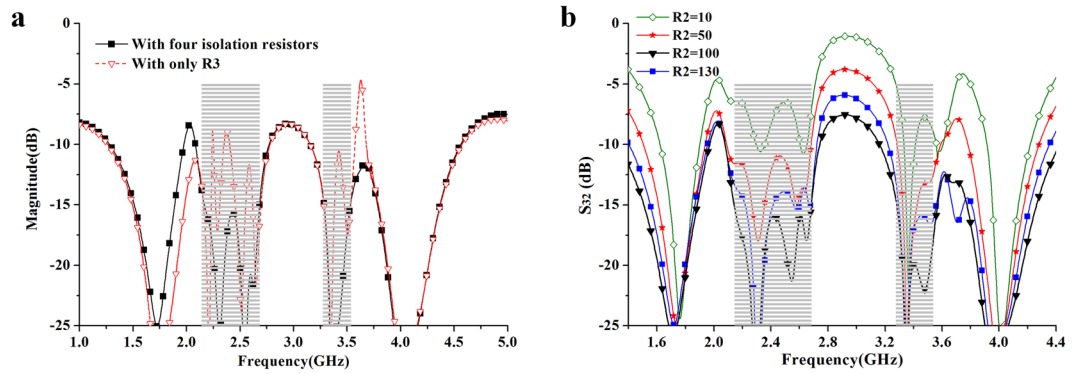 a
0
-5
-10
-15
-20
-25
Magnitude(dB)
With four isolation resistors
With only R3
1.0 1.5 2.0 2.5 3.0 3.5 4.0 4.5 5.0
Frequency(GHz)
b
R2=10
R2=50
R2=100
R2=130
0
-5
-10
-15
-20
-25
S32 (dB)
1.6 2.0 2.4 2.8 3.2 3.6 4.0 4.4
Frequency(GHz)